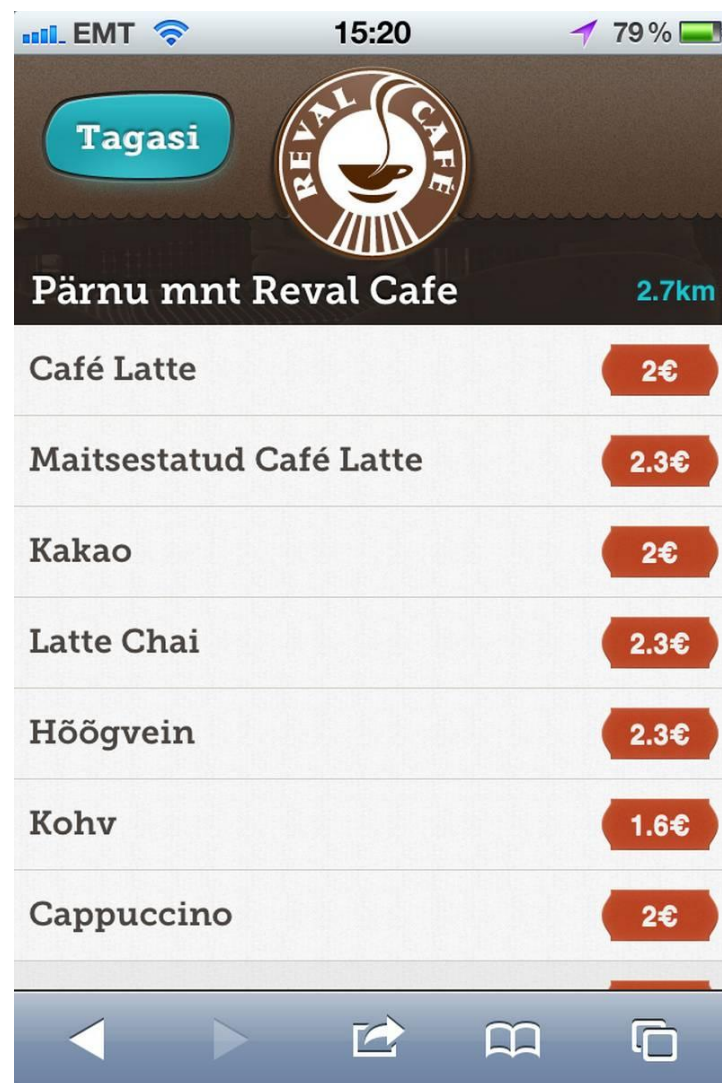 EMT 15:20 79%
Tagasi
REVAL CAFÉ
Pärnu mnt Reval Cafe 2.7km
Café Latte 2€
Maitsestatud Café Latte 2.3€
Kakao 2€
Latte Chai 2.3€
Hõõgvein 2.3€
Kohv 1.6€
Cappuccino 2€